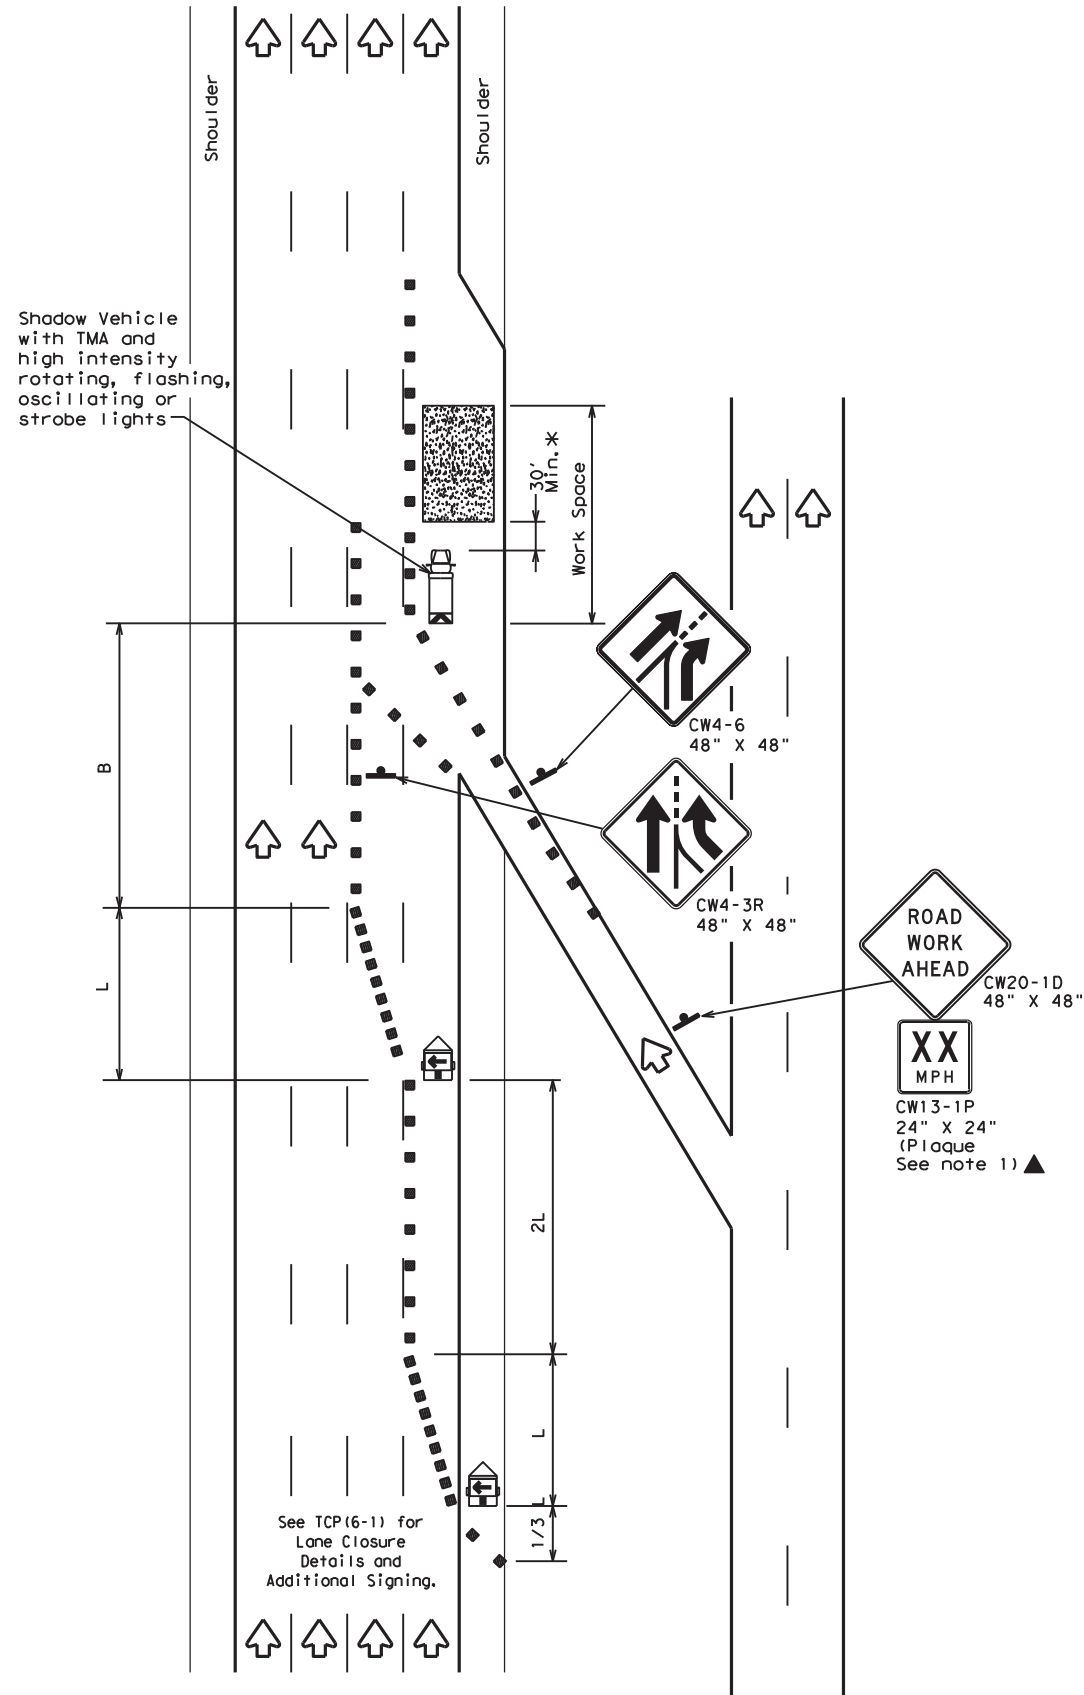 Shoulder
Shoulder
Shadow Vehicle
with TMA and
high intensity
rotating, flashing,
oscillating or
strobe lights
30'
Min.*
Work Space
CW4-6
48" X 48"
B
CW4-3R
48" X 48"
ROAD
WORK
AHEAD
CW20-1D
48" X 48"
L
XX
MPH
CW13-1P
24" X 24"
(Plaque
See note 1)▲
2L
L
1/3 L
See TCP(6-1) for
Lane Closure
Details and
Additional Signing.